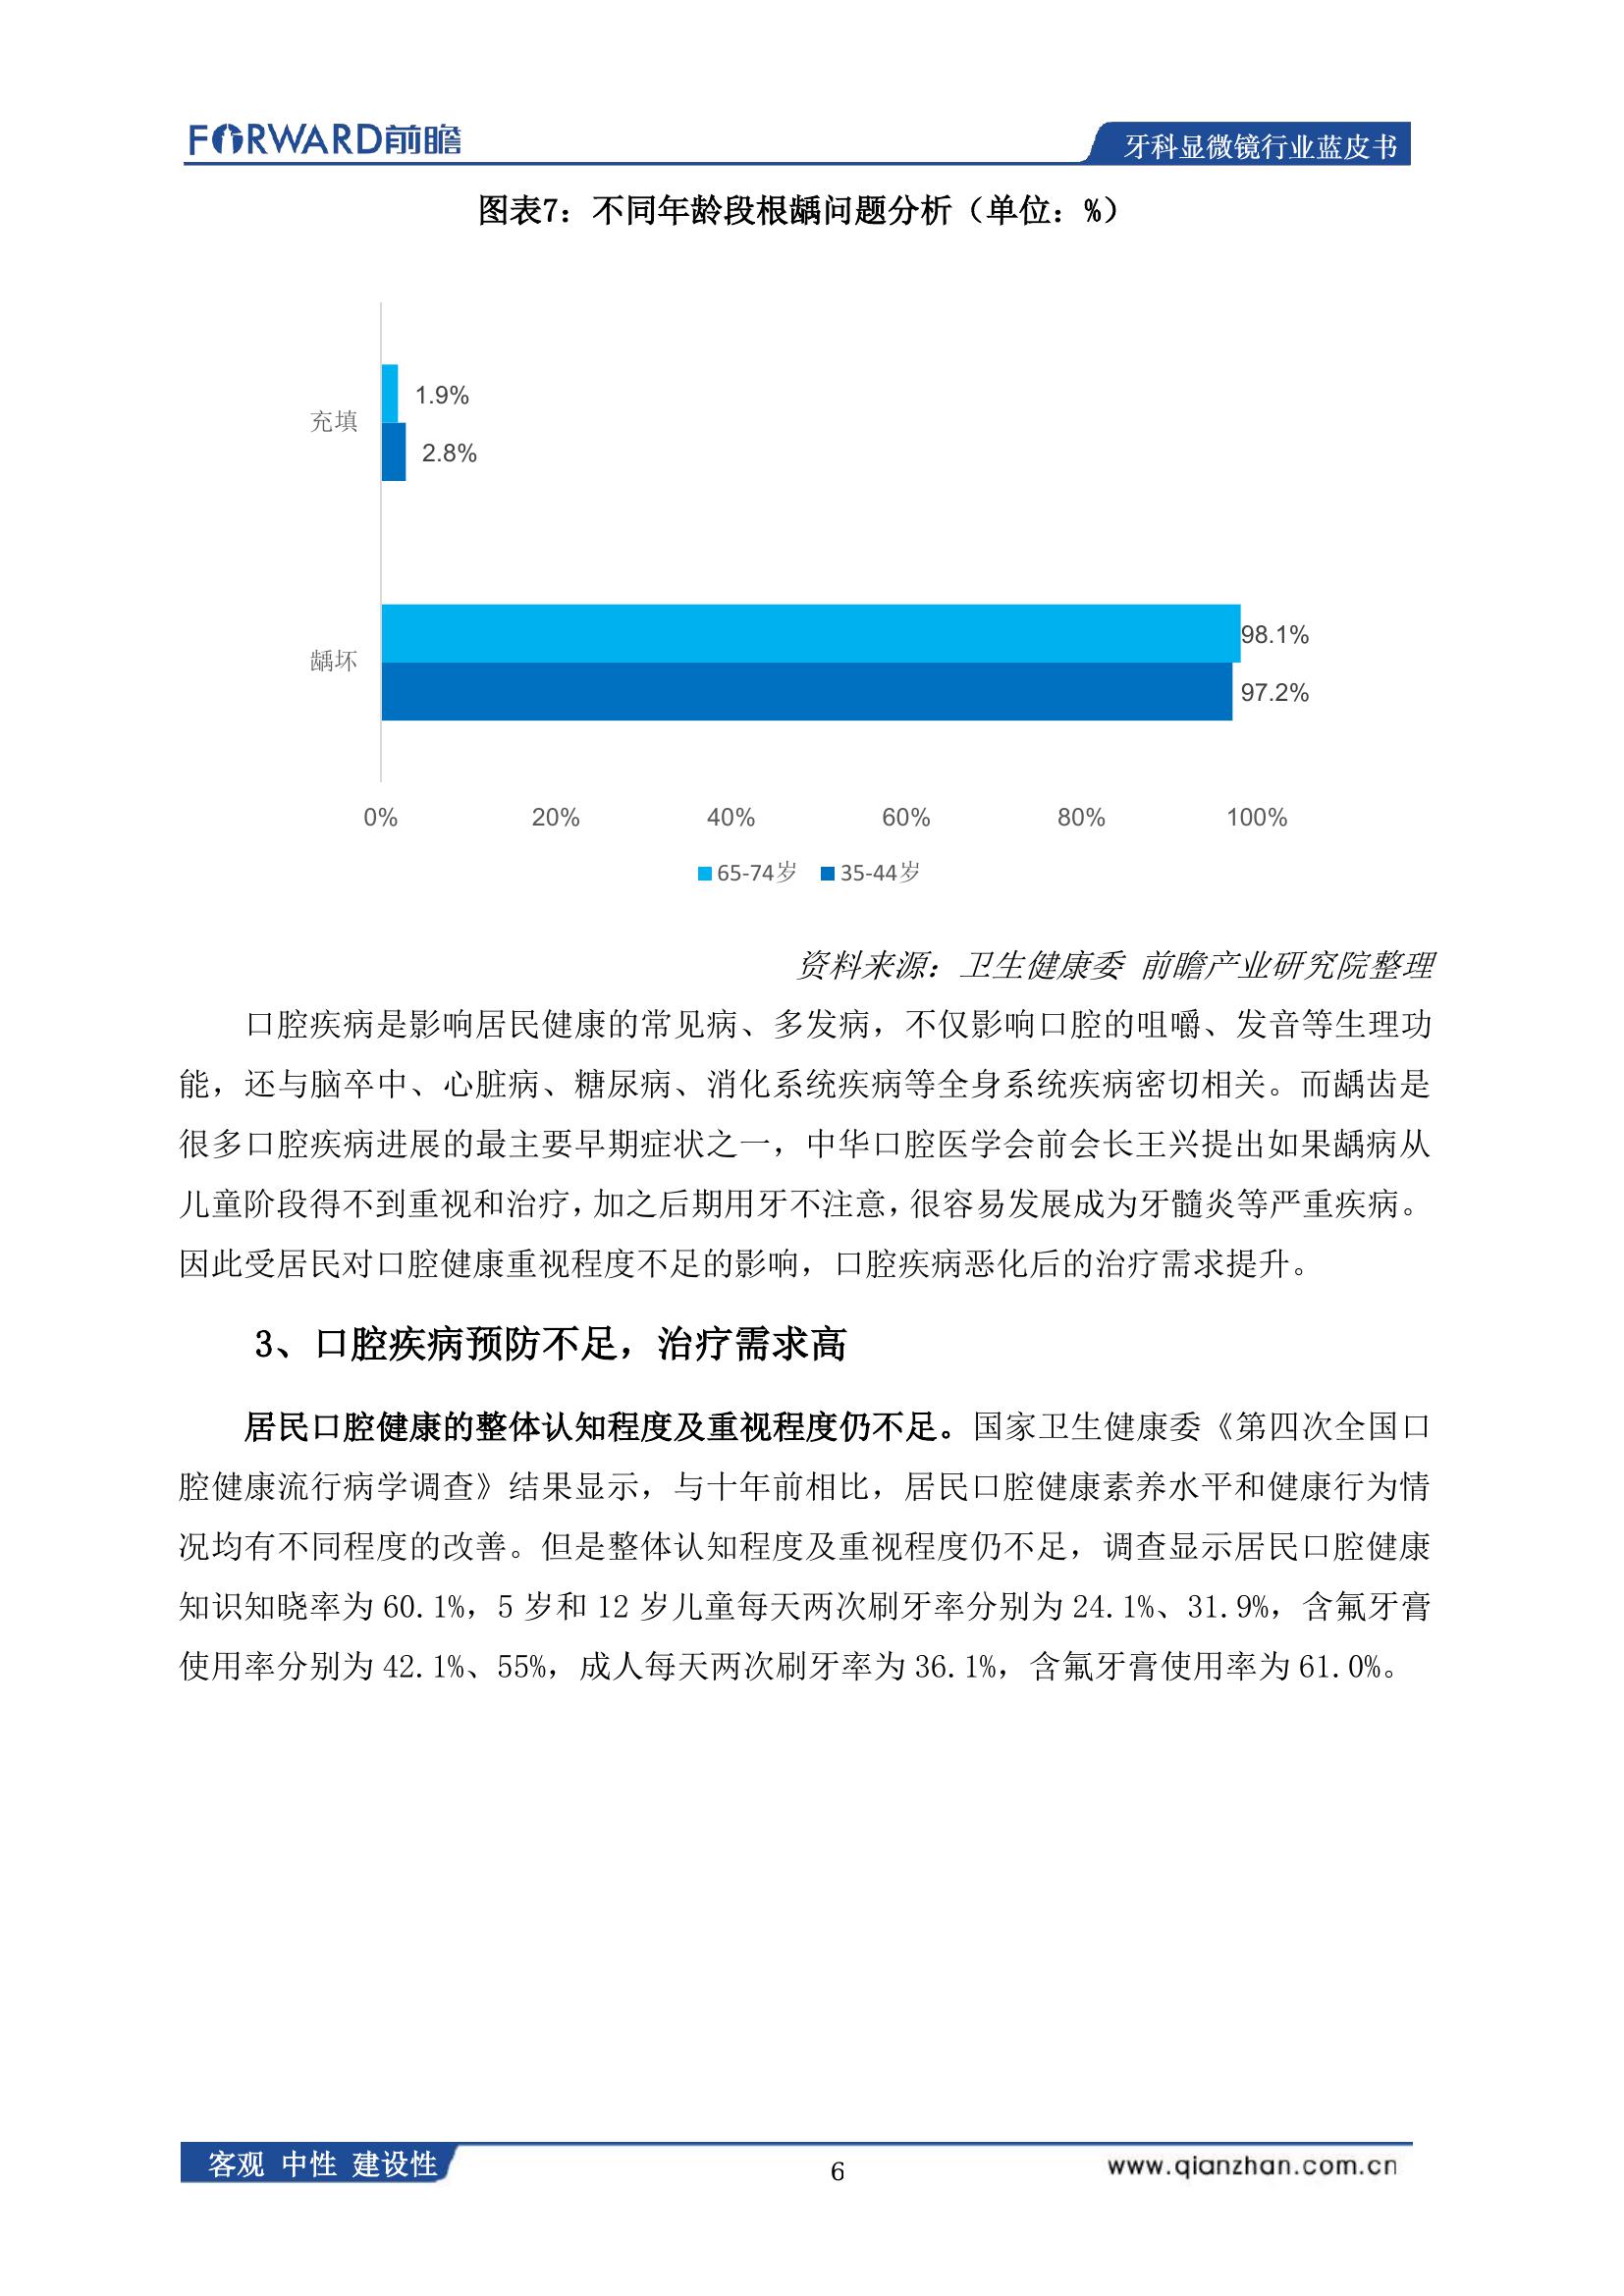 FORWARD前瞻
牙科显微镜行业蓝皮书
图表7：不同年龄段根龋问题分析（单位：%）
充填
1.9%
2.8%
龋坏
98.1%
97.2%
0% 20% 40% 60% 80% 100%
65-74岁 35-44岁
资料来源：卫生健康委 前瞻产业研究院整理
口腔疾病是影响居民健康的常见病、多发病，不仅影响口腔的咀嚼、发音等生理功
能，还与脑卒中、心脏病、糖尿病、消化系统疾病等全身系统疾病密切相关。而龋齿是
很多口腔疾病进展的最主要早期症状之一，中华口腔医学会前会长王兴提出如果龋病从
儿童阶段得不到重视和治疗，加之后期用牙不注意，很容易发展成为牙髓炎等严重疾病。
因此受居民对口腔健康重视程度不足的影响，口腔疾病恶化后的治疗需求提升。
3、口腔疾病预防不足，治疗需求高
居民口腔健康的整体认知程度及重视程度仍不足。国家卫生健康委《第四次全国口
腔健康流行病学调查》结果显示，与十年前相比，居民口腔健康素养水平和健康行为情
况均有不同程度的改善。但是整体认知程度及重视程度仍不足，调查显示居民口腔健康
知识知晓率为 60.1%，5 岁和 12 岁儿童每天两次刷牙率分别为 24.1%、31.9%，含氟牙膏
使用率分别为 42.1%、55%，成人每天两次刷牙率为 36.1%，含氟牙膏使用率为 61.0%。
客观 中性 建设性
6
www.qianzhan.com.cn